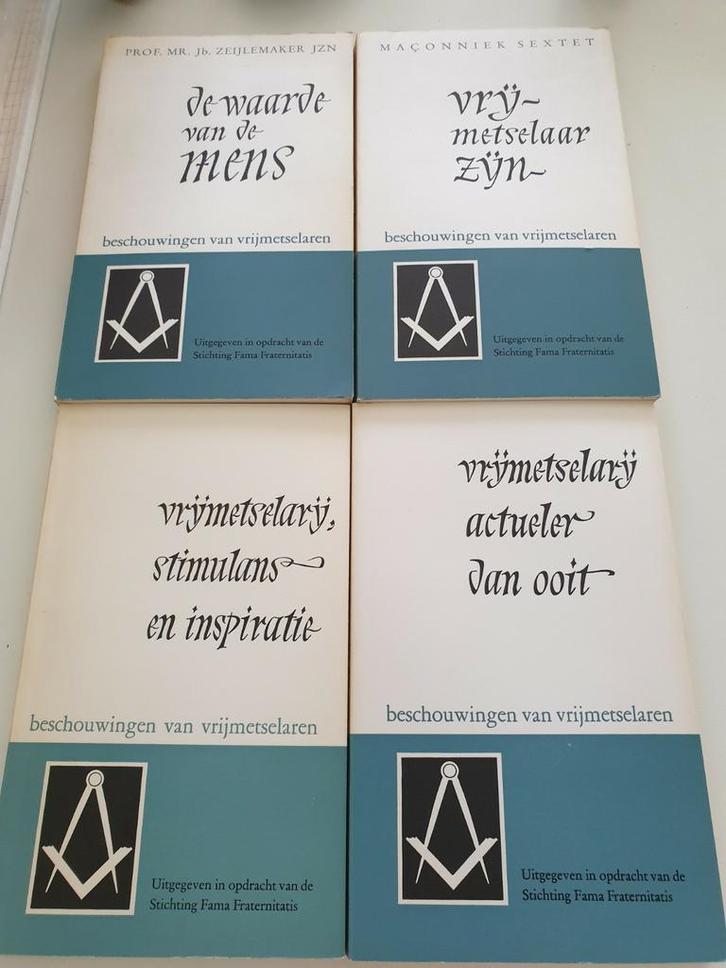 PROF. MR. Jb. ZEIJLEMAKER JZN
de waarde
van de
mens
beschouwingen van vrijmetselaren
Uitgegeven in opdracht van de
Stichting Fama Fraternitatis
MAÇONNIEK SEXTET
vrij-
metselaar
zijn
beschouwingen van vrijmetselaren
Uitgegeven in opdracht van de
Stichting Fama Fraternitatis
vrijmetselarij,
stimulans
en inspiratie
beschouwingen van vrijmetselaren
Uitgegeven in opdracht van de
Stichting Fama Fraternitatis
vrijmetselarij
actueler
dan ooit
beschouwingen van vrijmetselaren
Uitgegeven in opdracht van de
Stichting Fama Fraternitatis